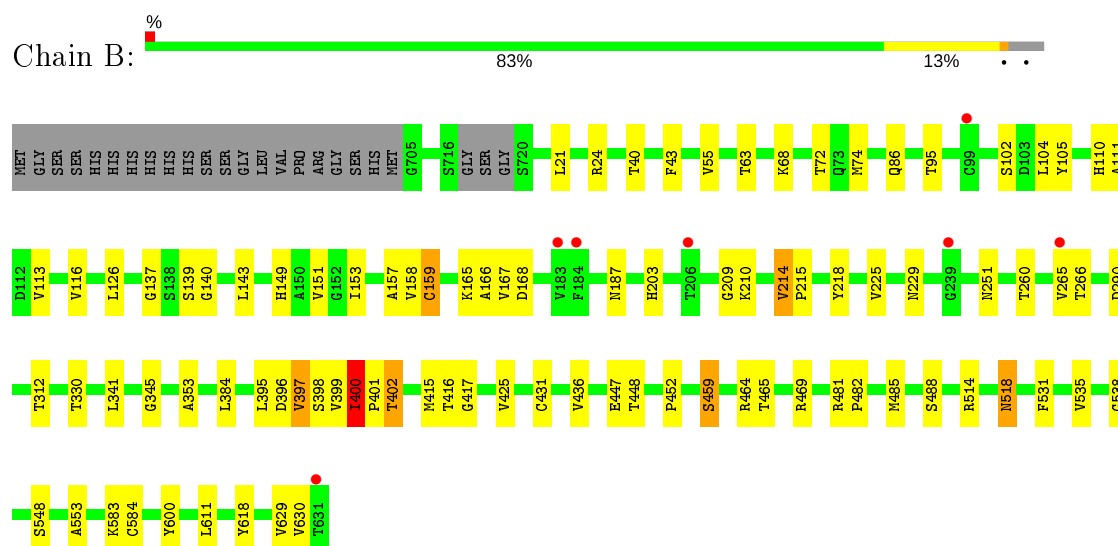 %
Chain B:
83% 13% • •
MET GLY SER SER HIS HIS HIS HIS HIS HIS SER SER GLY LEU VAL PRO ARG GLY SER HIS MET G705 S716 GLY SER GLY S720 L21 R24 T40 F43 V55 T63 K68 T72 Q73 M74 Q86 T95 C99 S102 D103 L104 Y105 H110 A111
D112 V113 V116 L126 G137 S138 S139 G140 L143 H149 A150 V151 G152 I153 A157 V158 C159 K165 A166 V167 D168 V183 F184 N187 H203 T206 G209 K210 V214 P215 Y218 V225 N229 G239 N251 T260 V265 T266 D290
T312 T330 L341 G345 A353 L384 L395 D396 V397 S398 V399 I400 P401 T402 M415 T416 G417 V425 C431 V436 E447 T448 P452 S459 R464 T465 R469 R481 P482 M485 S488 R514 N518 F531 V535
S548 A553 K583 C584 Y600 L611 Y618 V629 V630 T631